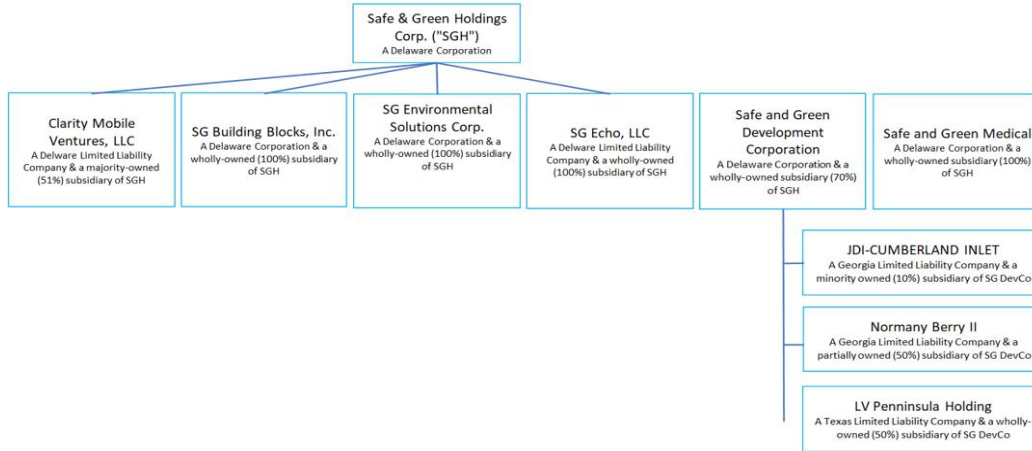 Safe & Green Holdings
Corp. ("SGH")
A Delaware Corporation
Clarity Mobile
Ventures, LLC
A Delware Limited Liability
Company & a majority-owned
(51%) subsidiary of SGH
SG Building Blocks, Inc.
A Delaware Corporation & a
wholly-owned (100%) subsidiary
of SGH
SG Environmental
Solutions Corp.
A Delaware Corporation & a
wholly-owned (100%) subsidiary
of SGH
SG Echo, LLC
A Delware Limited Liability
Company & a wholly-owned
(100%) subsidiary of SGH
Safe and Green
Development
Corporation
A Delaware Corporation & a
wholly-owned subsidiary (70%)
of SGH
Safe and Green Medical
A Delaware Corporation & a
wholly-owned subsidiary (100%)
of SGH
JDI-CUMBERLAND INLET
A Georgia Limited Liability Company & a
minority owned (10%) subsidiary of SG DevCo
Normany Berry II
A Georgia Limited Liability Company & a
partially owned (50%) subsidiary of SG DevCo
LV Penninsula Holding
A Texas Limited Liability Company & a wholly-
owned (50%) subsidiary of SG DevCo